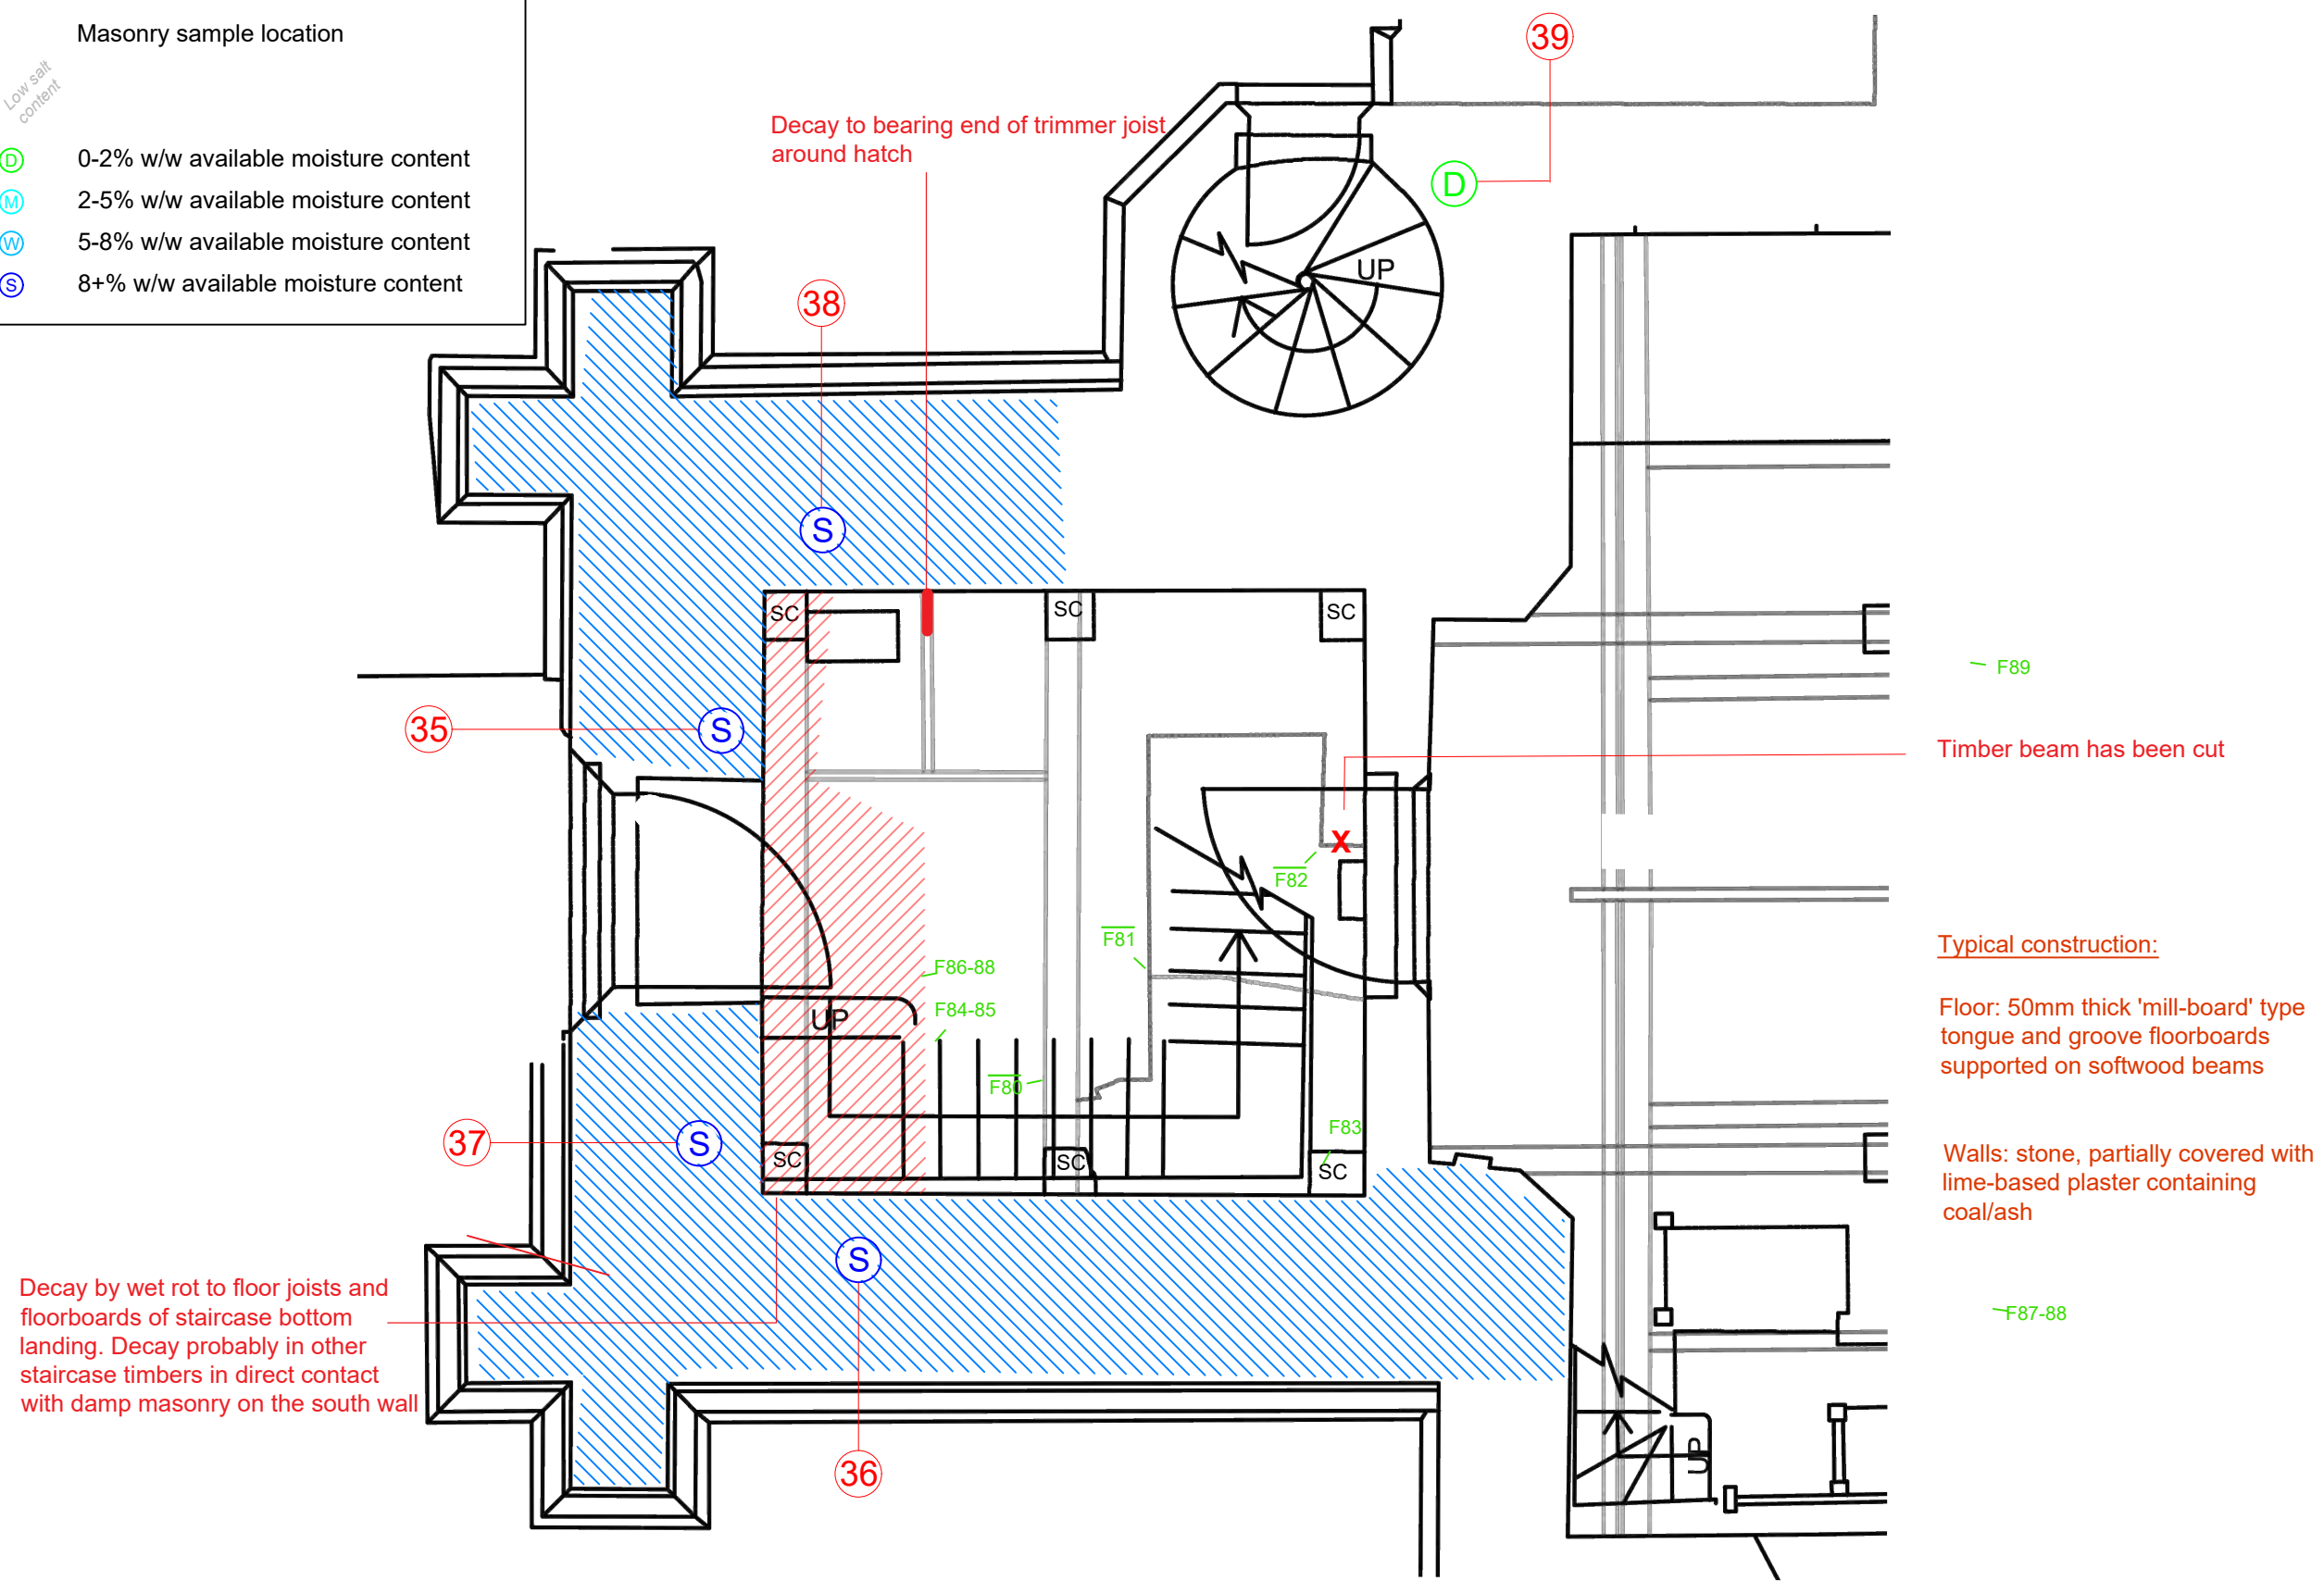 Masonry sample location
Low salt
content
D 0-2% w/w available moisture content
M 2-5% w/w available moisture content
W 5-8% w/w available moisture content
S 8+% w/w available moisture content
39
Decay to bearing end of trimmer joist
around hatch
D
UP
38
S
SC
SC
SC
35
S
F89
Timber beam has been cut
X
F82
F81
Typical construction:
F86-88
F84-85
UP
Floor: 50mm thick 'mill-board' type
tongue and groove floorboards
supported on softwood beams
F80
37
S
F83
SC
SC
SC
Walls: stone, partially covered with
lime-based plaster containing
coal/ash
S
Decay by wet rot to floor joists and
floorboards of staircase bottom
landing. Decay probably in other
staircase timbers in direct contact
with damp masonry on the south wall
F87-88
UP
36